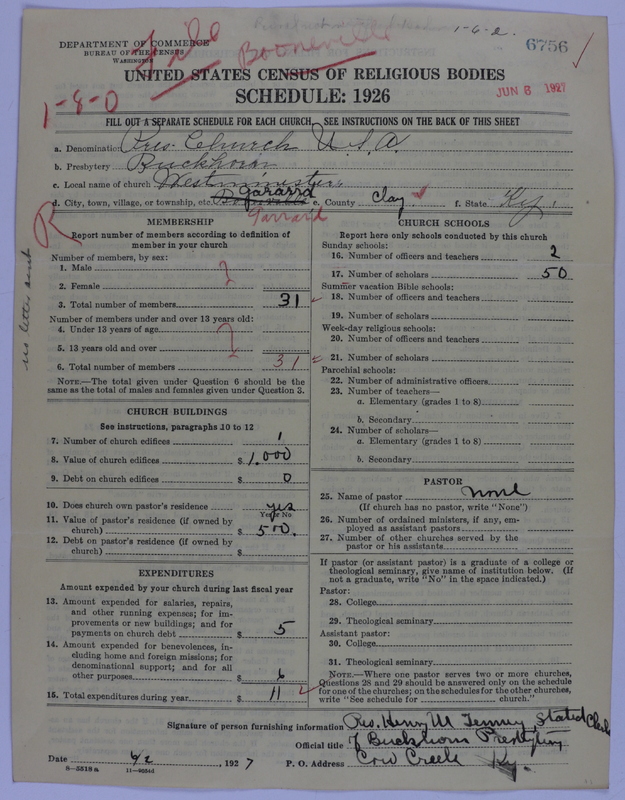 1-6-2.
DEPARTMENT OF COMMERCE
BUREAU OF THE CENSUS
WASHINGTON
File
Booneville
6756
UNITED STATES CENSUS OF RELIGIOUS BODIES
SCHEDULE: 1926
JUN 8 1927
1-8-0
FILL OUT A SEPARATE SCHEDULE FOR EACH CHURCH. SEE INSTRUCTIONS ON THE BACK OF THIS SHEET
a. Denomination Pres. Church U.S.A.
b. Presbytery Buckhorn
c. Local name of church Westminister
d. City, town, village, or township, etc. Booneville Gararrd e. County Clay f. State Ky.
Garrard
R
MEMBERSHIP
Report number of members according to definition of member in your church
Number of members, by sex:
1. Male
2. Female
3. Total number of members 31
Number of members under and over 13 years old:
4. Under 13 years of age
5. 13 years old and over
6. Total number of members 31
NOTE.—The total given under Question 6 should be the same as the total of males and females given under Question 3.
CHURCH BUILDINGS
See instructions, paragraphs 10 to 12
7. Number of church edifices 1
8. Value of church edifices $ 1,000
9. Debt on church edifices $ 0
10. Does church own pastor's residence yes
Yes or No
11. Value of pastor's residence (if owned by church) $ 500.
12. Debt on pastor's residence (if owned by church) $
EXPENDITURES
Amount expended by your church during last fiscal year
13. Amount expended for salaries, repairs, and other running expenses; for improvements or new buildings; and for payments on church debt $ 5
14. Amount expended for benevolences, including home and foreign missions; for denominational support; and for all other purposes $ 6
15. Total expenditures during year $ 11
CHURCH SCHOOLS
Report here only schools conducted by this church
Sunday schools:
16. Number of officers and teachers 2
17. Number of scholars 50
Summer vacation Bible schools:
18. Number of officers and teachers
19. Number of scholars
Week-day religious schools:
20. Number of officers and teachers
21. Number of scholars
Parochial schools:
22. Number of administrative officers
23. Number of teachers—
a. Elementary (grades 1 to 8)
b. Secondary
24. Number of scholars—
a. Elementary (grades 1 to 8)
b. Secondary
PASTOR
25. Name of pastor none
(If church has no pastor, write "None")
26. Number of ordained ministers, if any, employed as assistant pastors
27. Number of other churches served by the pastor or his assistants
If pastor (or assistant pastor) is a graduate of a college or theological seminary, give name of institution below. (If not a graduate, write "No" in the space indicated.)
Pastor:
28. College
29. Theological seminary
Assistant pastor:
30. College
31. Theological seminary
NOTE.—Where one pastor serves two or more churches, Questions 28 and 29 should be answered only on the schedule for one of the churches; on the schedules for the other churches, write "See schedule for church."
Signature of person furnishing information Rev. Henry M Tenney, Stated Clerk
Official title of Buckhorn Presbytery
Date 6/2, 1927 P. O. Address Cow Creek Ky.
8—5518a 11—9034d